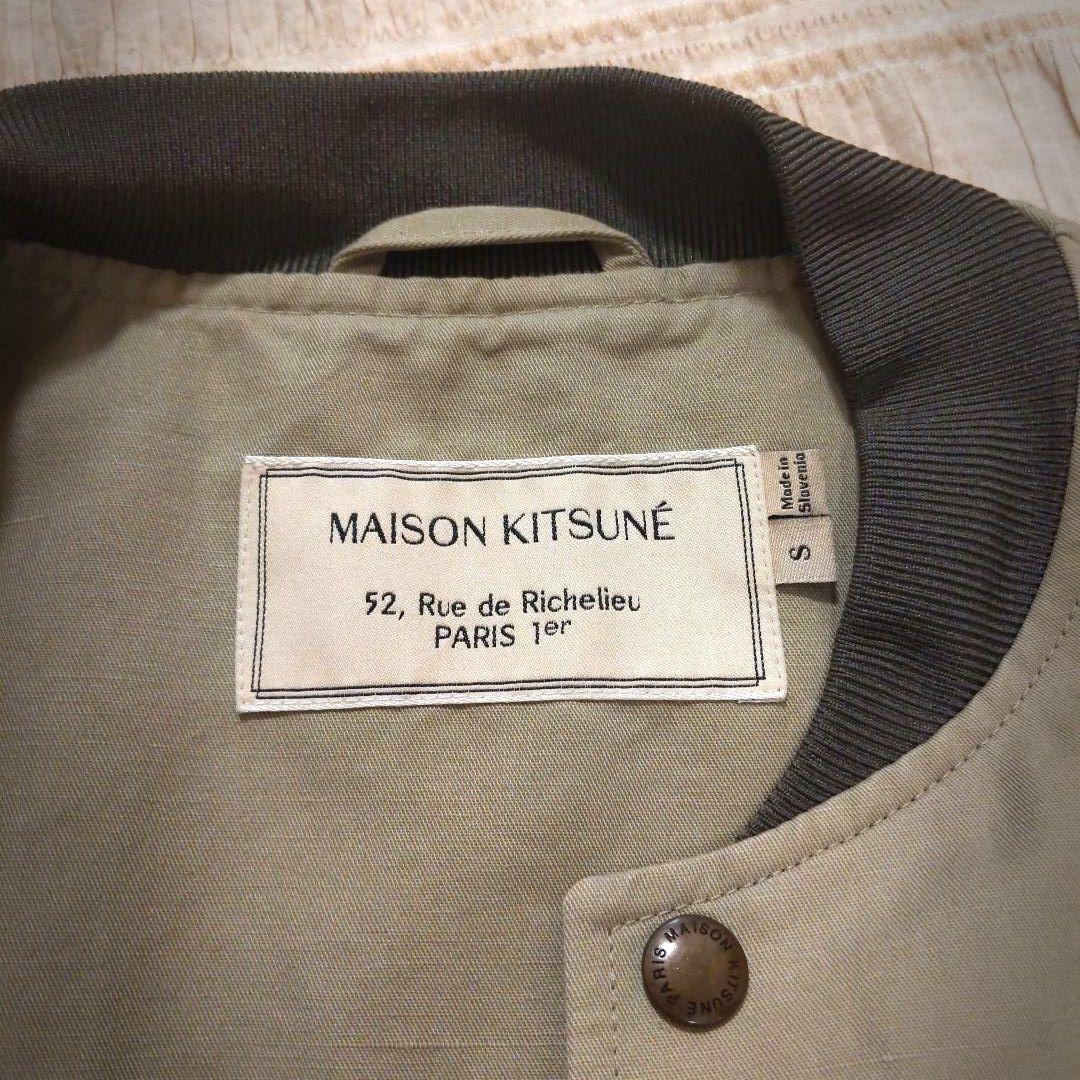 MAISON KITSUNÉ
52, Rue de Richelieu
PARIS 1er
Made in
Slovenia
S
PARIS MAISON KITSUNÉ